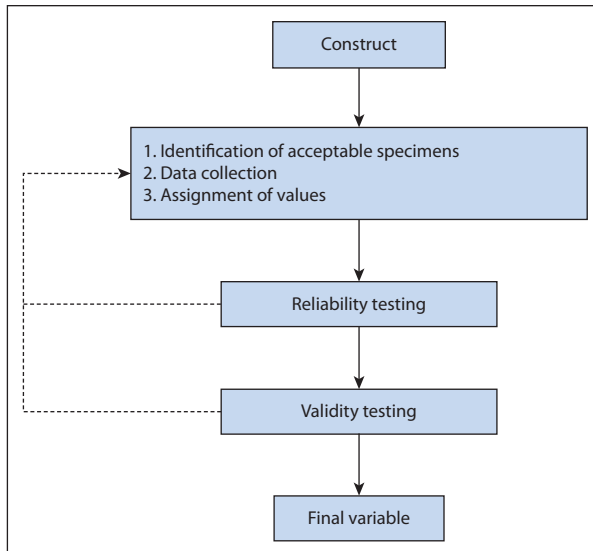 Construct
1. Identification of acceptable specimens
2. Data collection
3. Assignment of values
Reliability testing
Validity testing
Final variable